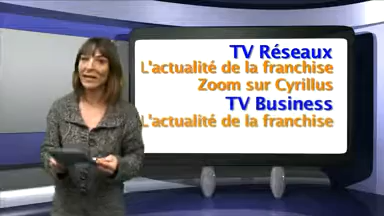 TV Réseaux
L'actualité de la franchise
Zoom sur Cyrillus
TV Business
L'actualité de la franchise